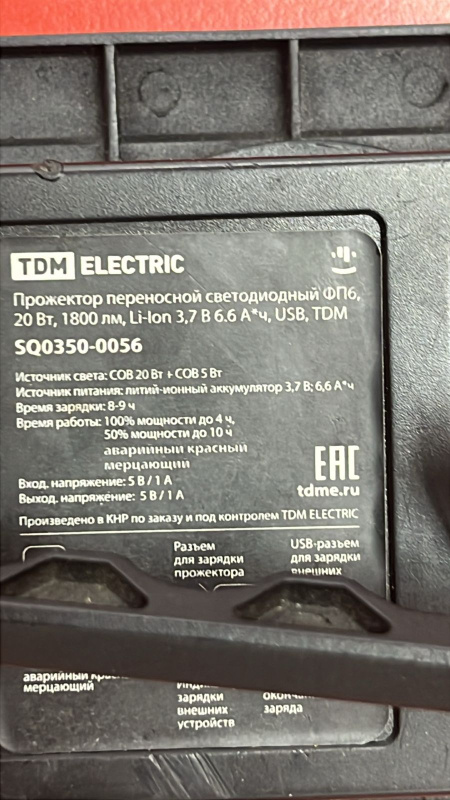 TDM ELECTRIC
Прожектор переносной светодиодный ФП6,
20 Вт, 1800 лм, Li-Ion 3,7 В 6.6 А*ч, USB, TDM
SQ0350-0056
Источник света: COB 20 Вт + COB 5 Вт
Источник питания: литий-ионный аккумулятор 3,7 В; 6,6 А*ч
Время зарядки: 8-9 ч
Время работы: 100% мощности до 4 ч,
50% мощности до 10 ч
аварийный красный
мерцающий
Вход. напряжение: 5 В / 1 А
Выход. напряжение: 5 В / 1 А
EAC
tdme.ru
Произведено в КНР по заказу и под контролем TDM ELECTRIC
Разъем
для зарядки
прожектора
USB-разъем
для зарядки
внешних
аварийный
мерцающий
зарядки
внешних
устройств
заряда